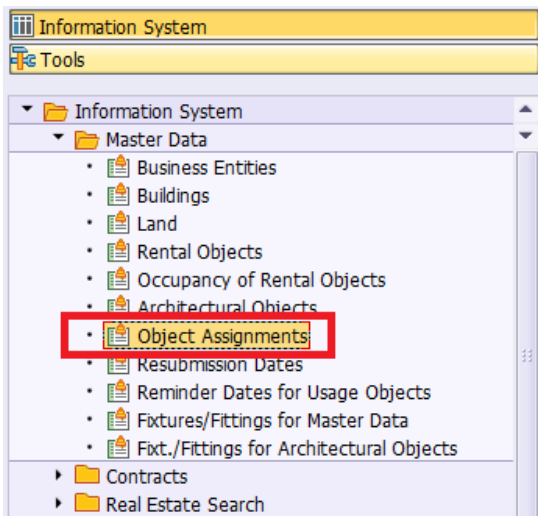 Information System
Tools
Information System
Master Data
Business Entities
Buildings
Land
Rental Objects
Occupancy of Rental Objects
Architectural Objects
Object Assignments
Resubmission Dates
Reminder Dates for Usage Objects
Fixtures/Fittings for Master Data
Fixt./Fittings for Architectural Objects
Contracts
Real Estate Search